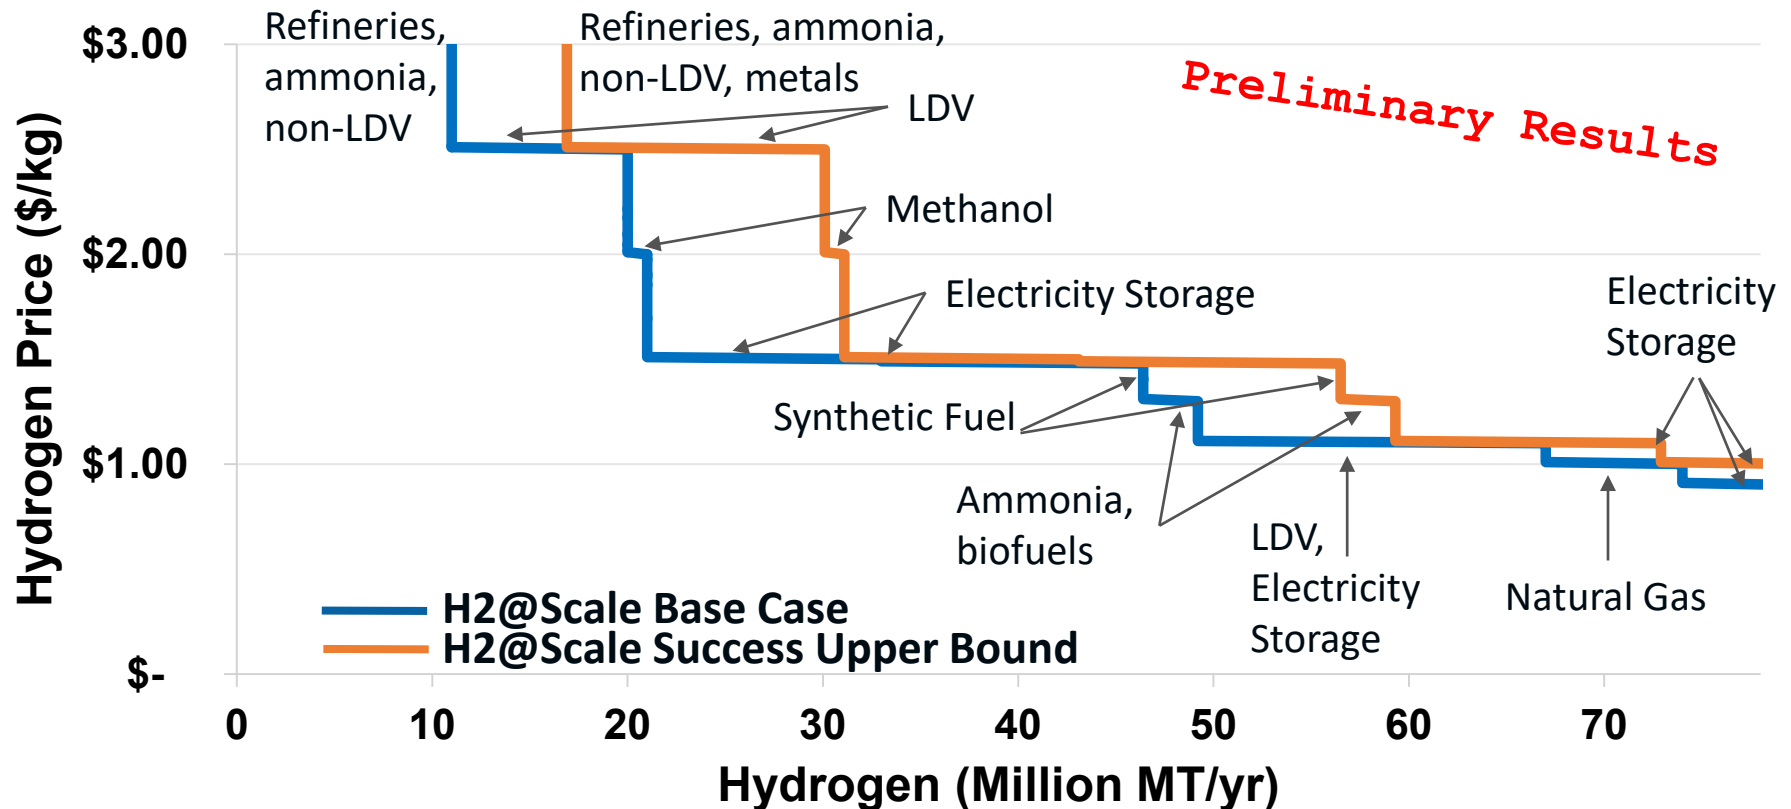 Refineries,
ammonia,
non-LDV
Refineries, ammonia,
non-LDV, metals
LDV
Preliminary Results
Methanol
Electricity Storage
Electricity
Storage
Synthetic Fuel
Ammonia,
biofuels
LDV,
Electricity
Storage
Natural Gas
H2@Scale Base Case
H2@Scale Success Upper Bound
Hydrogen Price ($/kg)
$3.00
$2.00
$1.00
$-
0 10 20 30 40 50 60 70
Hydrogen (Million MT/yr)